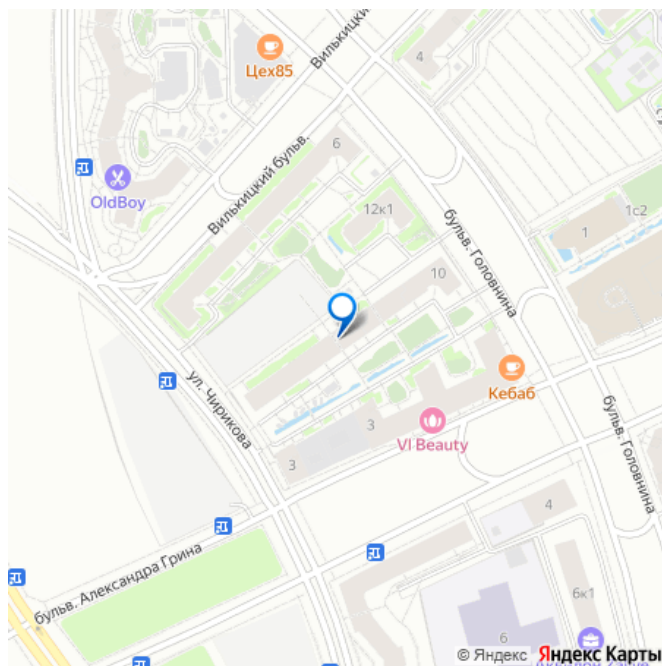 4
Вилькицкий
Цех85
6
Вилькицкий бульв.
OldBoy
12к1
1с2
1
бульв. Головнина
10
Кебаб
ул. Чирикова
3
VI Beauty
3
бульв. Головнина
4
бульв. Александра Грина
6к1
6
© Яндекс Яндекс Карты